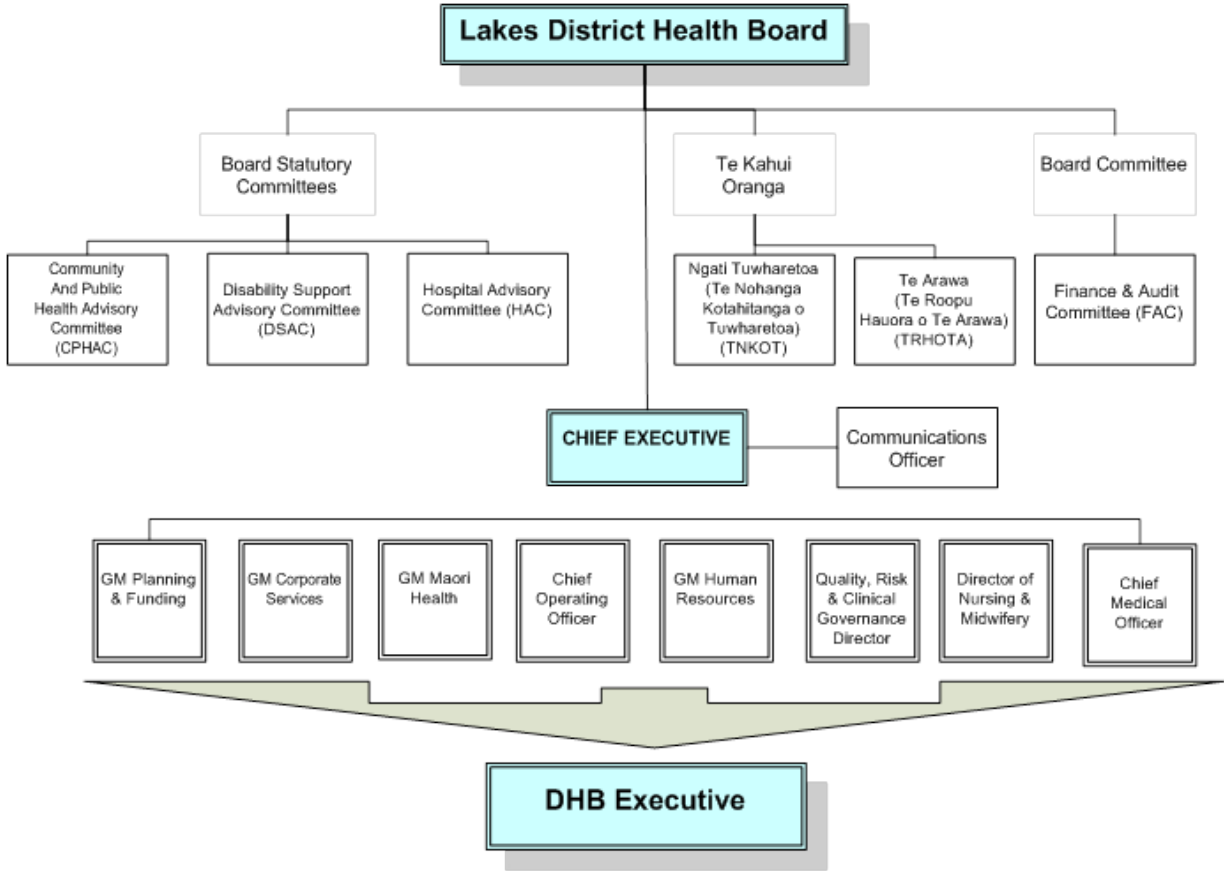 Lakes District Health Board
Board Statutory
Committees
Te Kahui
Oranga
Board Committee
Community
And Public
Health Advisory
Committee
(CPHAC)
Disability Support
Advisory Committee
(DSAC)
Hospital Advisory
Committee (HAC)
Ngati Tuwharetoa
(Te Nohanga
Kotahitanga o
Tuwharetoa)
(TNKOT)
Te Arawa
(Te Roopu
Hauora o Te Arawa)
(TRHOTA)
Finance & Audit
Committee (FAC)
CHIEF EXECUTIVE
Communications
Officer
GM Planning
& Funding
GM Corporate
Services
GM Maori
Health
Chief
Operating
Officer
GM Human
Resources
Quality, Risk
& Clinical
Governance
Director
Director of
Nursing &
Midwifery
Chief
Medical
Officer
DHB Executive